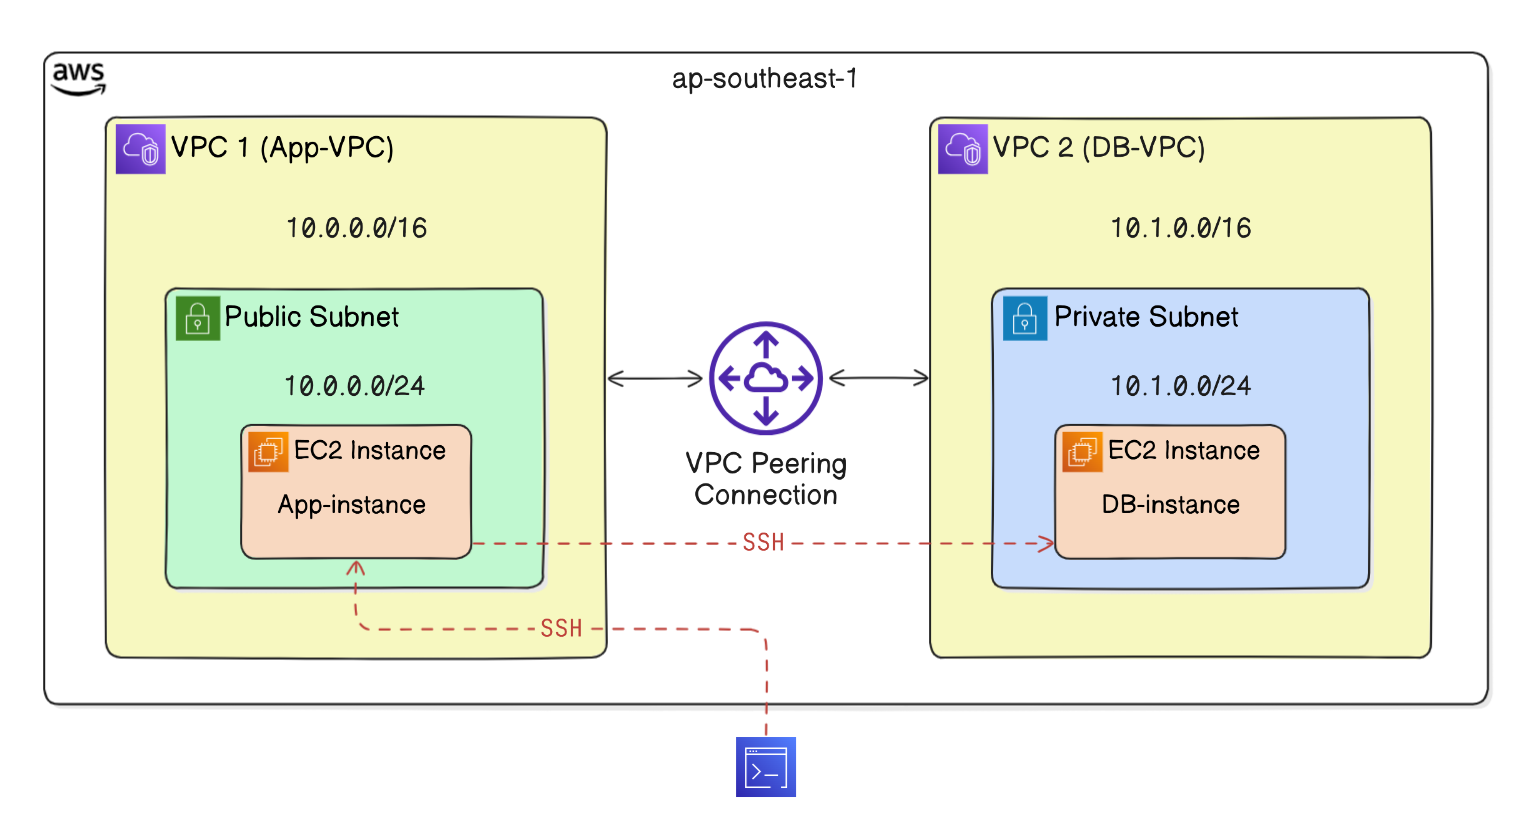 aws
ap-southeast-1
VPC 1 (App-VPC)
10.0.0.0/16
Public Subnet
10.0.0.0/24
EC2 Instance
App-instance
VPC Peering
Connection
VPC 2 (DB-VPC)
10.1.0.0/16
Private Subnet
10.1.0.0/24
EC2 Instance
DB-instance
SSH
SSH